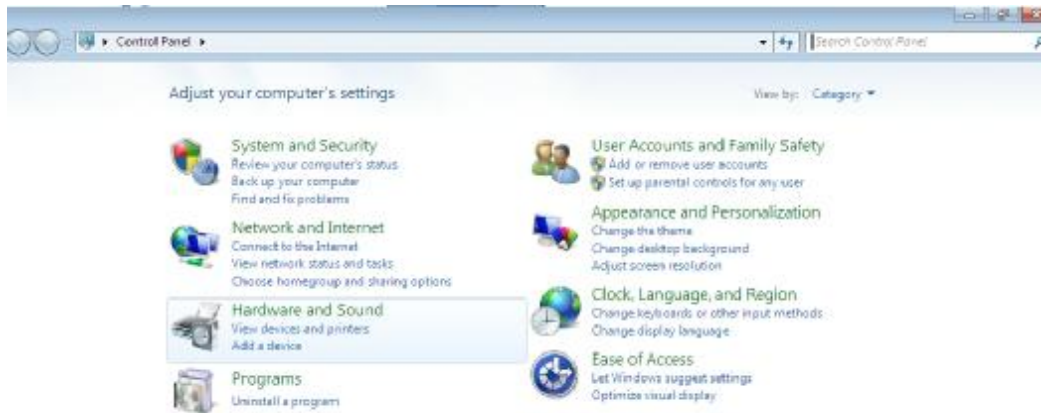 Control Panel
Search Control Panel
Adjust your computer's settings
View by: Category
System and Security
Review your computer's status
Back up your computer
Find and fix problems
Network and Internet
Connect to the Internet
View network status and tasks
Choose homegroup and sharing options
Hardware and Sound
View devices and printers
Add a device
Programs
Uninstall a program
User Accounts and Family Safety
Add or remove user accounts
Set up parental controls for any user
Appearance and Personalization
Change the theme
Change desktop background
Adjust screen resolution
Clock, Language, and Region
Change keyboards or other input methods
Change display language
Ease of Access
Let Windows suggest settings
Optimize visual display